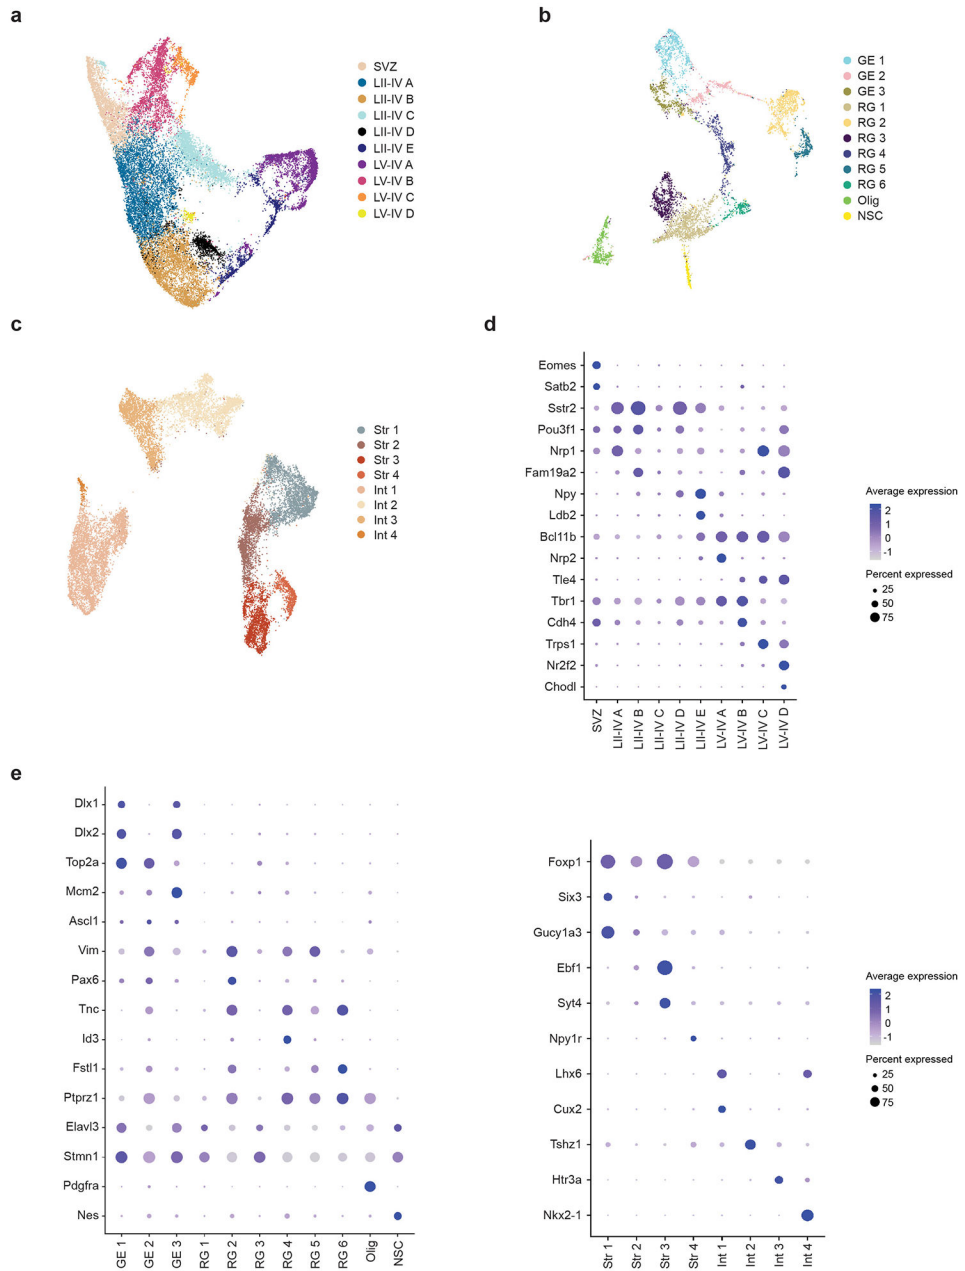 a
SVZ
LII-IV A
LII-IV B
LII-IV C
LII-IV D
LII-IV E
LV-IV A
LV-IV B
LV-IV C
LV-IV D
b
GE 1
GE 2
GE 3
RG 1
RG 2
RG 3
RG 4
RG 5
RG 6
Olig
NSC
c
Str 1
Str 2
Str 3
Str 4
Int 1
Int 2
Int 3
Int 4
d
Eomes
Satb2
Sstr2
Pou3f1
Nrp1
Fam19a2
Npy
Ldb2
Bcl11b
Nrp2
Tle4
Tbr1
Cdh4
Trps1
Nr2f2
Chodl
SVZ
LII-IV A
LII-IV B
LII-IV C
LII-IV D
LII-IV E
LV-IV A
LV-IV B
LV-IV C
LV-IV D
Average expression
2
1
0
-1
Percent expressed
25
50
75
e
Dlx1
Dlx2
Top2a
Mcm2
Ascl1
Vim
Pax6
Tnc
Id3
Fstl1
Ptprz1
Elavl3
Stmn1
Pdgfra
Nes
GE 1
GE 2
GE 3
RG 1
RG 2
RG 3
RG 4
RG 5
RG 6
Olig
NSC
Foxp1
Six3
Gucy1a3
Ebf1
Syt4
Npy1r
Lhx6
Cux2
Tshz1
Htr3a
Nkx2-1
Str 1
Str 2
Str 3
Str 4
Int 1
Int 2
Int 3
Int 4
Average expression
2
1
0
-1
Percent expressed
25
50
75